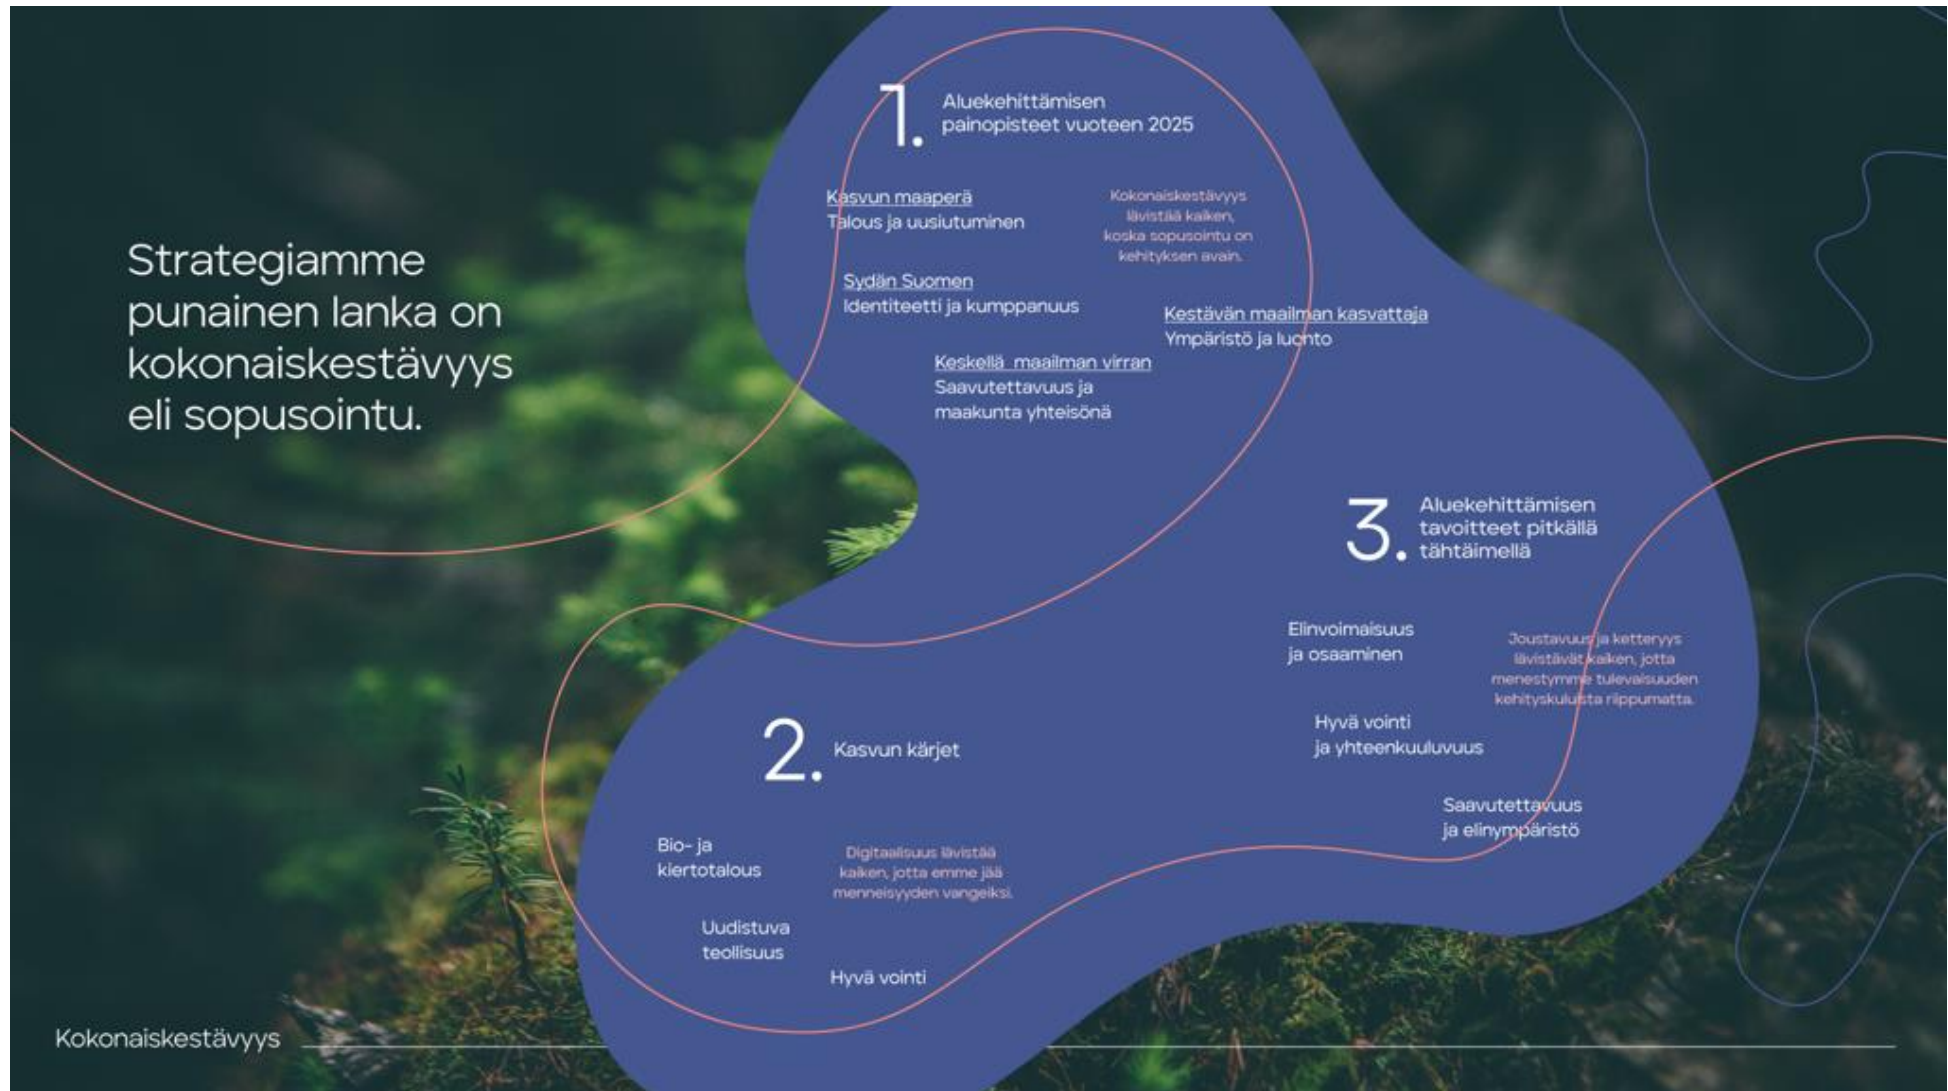 Strategiamme
punainen lanka on
kokonaiskestävyys
eli sopusointu.
1.
Aluekehittämisen
painopisteet vuoteen 2025
Kasvun maaperä
Talous ja uusiutuminen
Kokonaiskestävyys
lävistää kaiken,
koska sopusointu on
kehityksen avain.
Sydän Suomen
Identiteetti ja kumppanuus
Kestävän maailman kasvattaja
Ympäristö ja luonto
Keskellä maailman virran
Saavutettavuus ja
maakunta yhteisönä
2.
Kasvun kärjet
Bio- ja
kiertotalous
Digitaalisuus lävistää
kaiken, jotta emme jää
menneisyyden vangeiksi.
Uudistuva
teollisuus
Hyvä vointi
3.
Aluekehittämisen
tavoitteet pitkällä
tähtäimellä
Elinvoimaisuus
ja osaaminen
Joustavuus ja ketteryys
lävistävät kaiken, jotta
menestymme tulevaisuuden
kehityskuluista riippumatta.
Hyvä vointi
ja yhteenkuuluvuus
Saavutettavuus
ja elinympäristö
Kokonaiskestävyys